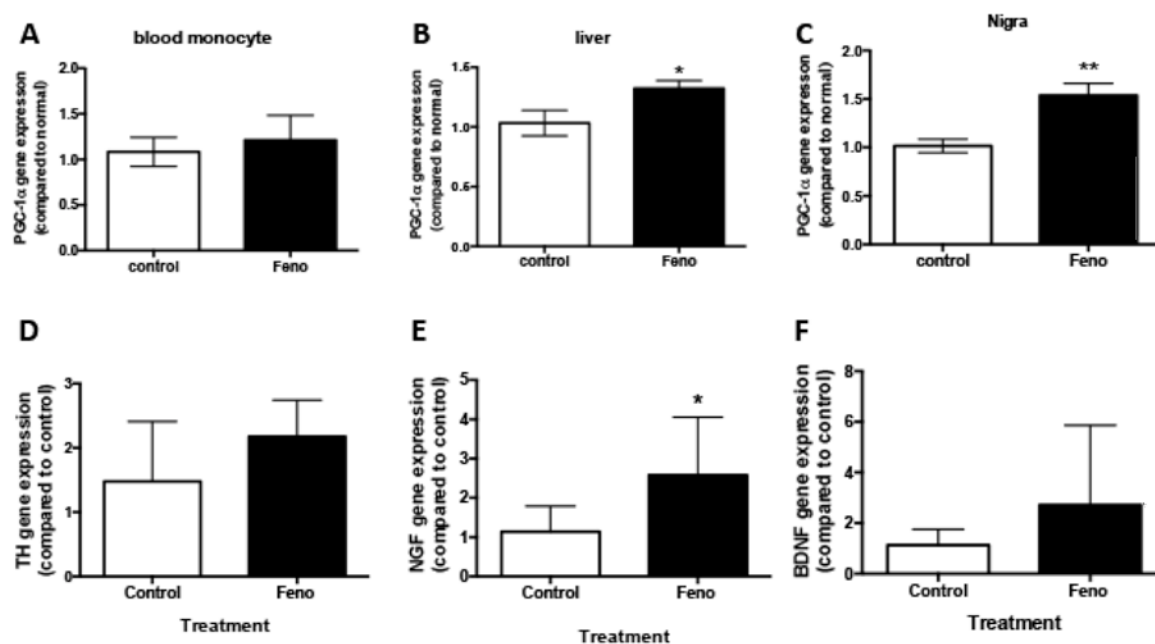 A
blood monocyte
PGC-1α gene expression
(compared to normal)
2.0
1.5
1.0
0.5
0.0
control
Feno
B
liver
PGC-1α gene expression
(compared to normal)
1.5
1.0
0.5
0.0
control
Feno
*
C
Nigra
PGC-1α gene expression
(compared to normal)
2.0
1.5
1.0
0.5
0.0
control
Feno
**
D
TH gene expression
(compared to control)
3
2
1
0
Control
Feno
Treatment
E
NGF gene expression
(compared to control)
5
4
3
2
1
0
Control
Feno
*
Treatment
F
BDNF gene expression
(compared to control)
8
6
4
2
0
Control
Feno
Treatment